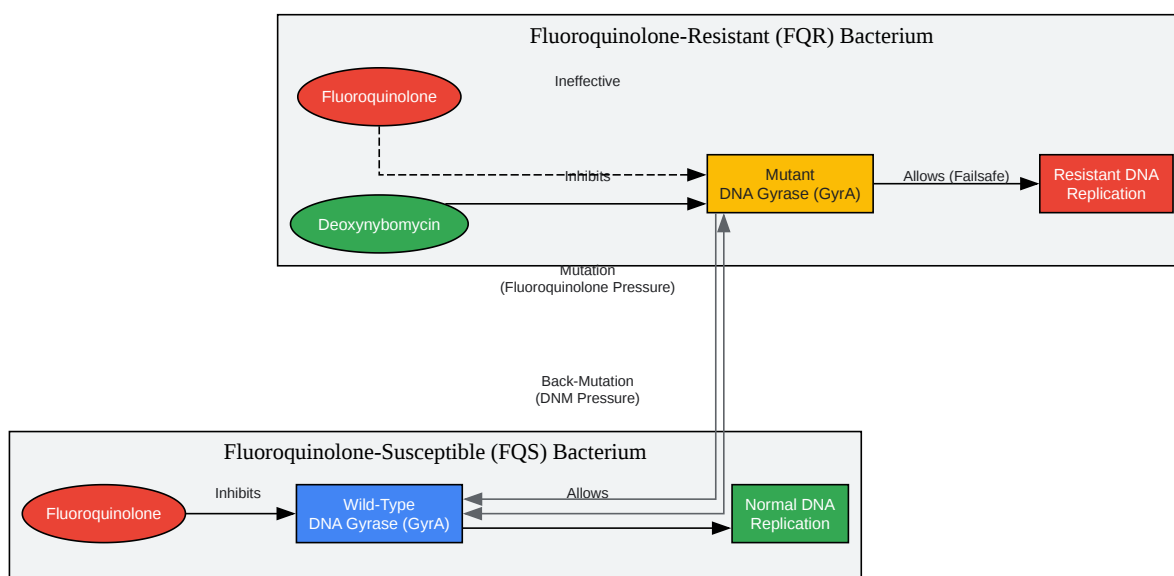 Fluoroquinolone-Resistant (FQR) Bacterium
Ineffective
Fluoroquinolone
Inhibits
Mutant
DNA Gyrase (GyrA)
Allows (Failsafe)
Resistant DNA
Replication
Deoxynybomycin
Mutation
(Fluoroquinolone Pressure)
Back-Mutation
(DNM Pressure)
Fluoroquinolone-Susceptible (FQS) Bacterium
Fluoroquinolone
Inhibits
Wild-Type
DNA Gyrase (GyrA)
Allows
Normal DNA
Replication